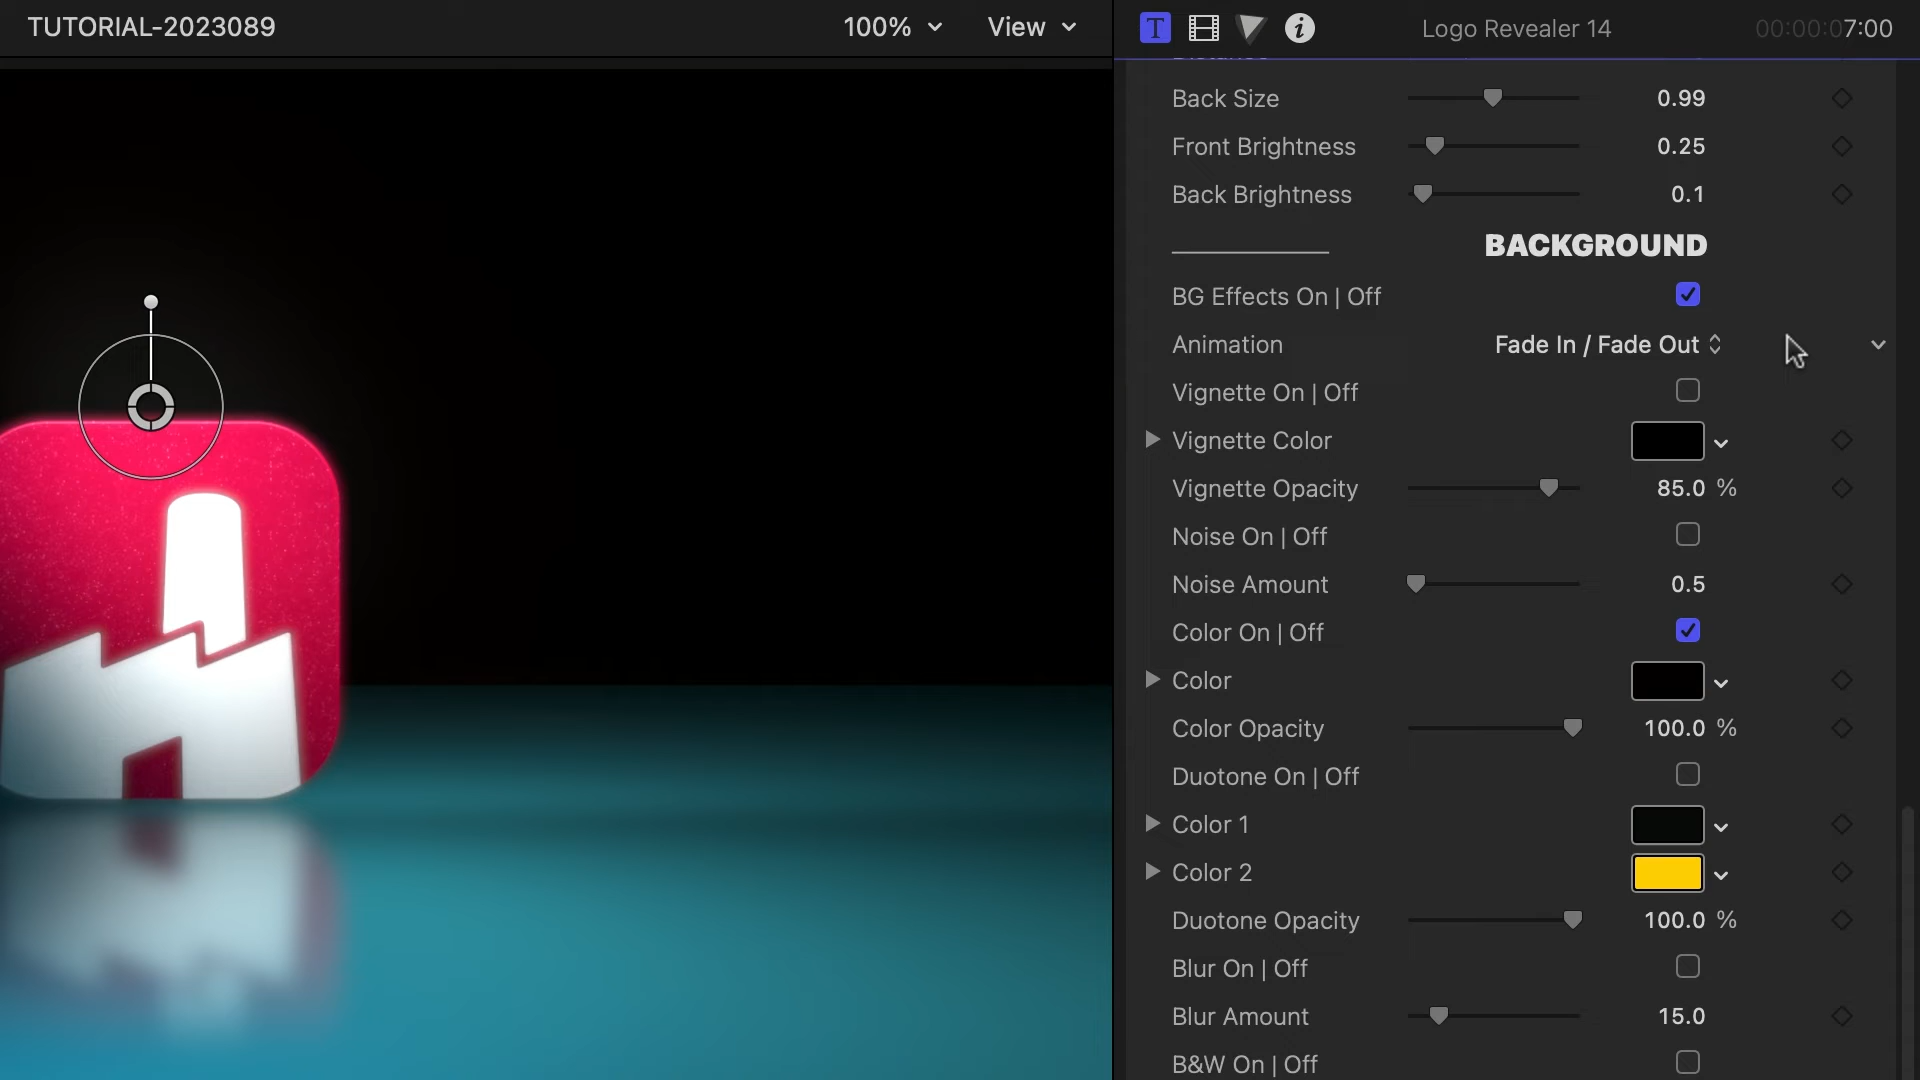 TUTORIAL-2023089
100%
View
T
i
Logo Revealer 14
00:00:07:00
Distance
Back Size 0.99
Front Brightness 0.25
Back Brightness 0.1
BACKGROUND
BG Effects On | Off
Animation Fade In / Fade Out
Vignette On | Off
Vignette Color
Vignette Opacity 85.0 %
Noise On | Off
Noise Amount 0.5
Color On | Off
Color
Color Opacity 100.0 %
Duotone On | Off
Color 1
Color 2
Duotone Opacity 100.0 %
Blur On | Off
Blur Amount 15.0
B&W On | Off